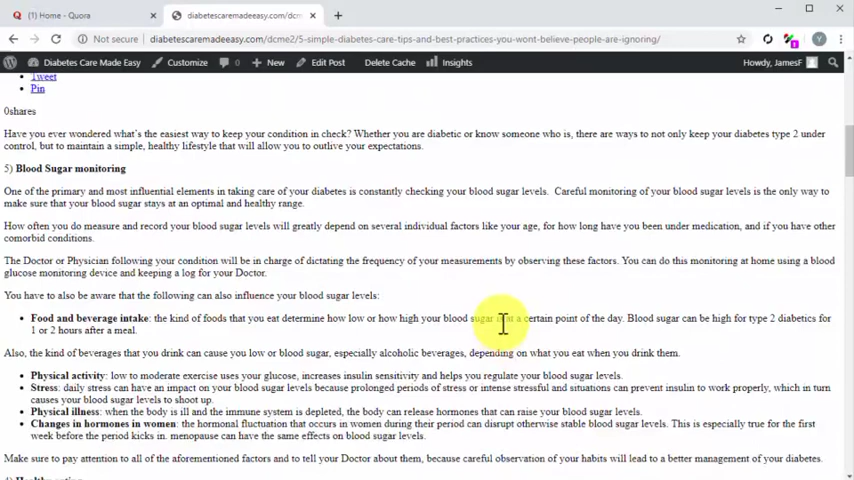 (1) Home - Quora
diabetescaremadeeasy.com/dcm
Not secure
diabetescaremadeeasy.com/dcme2/5-simple-diabetes-care-tips-and-best-practices-you-wont-believe-people-are-ignoring/
Diabetes Care Made Easy Customize 0 New Edit Post Delete Cache Insights Howdy, JamesF
Tweet
Pin
0shares
Have you ever wondered what's the easiest way to keep your condition in check? Whether you are diabetic or know someone who is, there are ways to not only keep your diabetes type 2 under
control, but to maintain a simple, healthy lifestyle that will allow you to outlive your expectations.
5) Blood Sugar monitoring
One of the primary and most influential elements in taking care of your diabetes is constantly checking your blood sugar levels. Careful monitoring of your blood sugar levels is the only way to
make sure that your blood sugar stays at an optimal and healthy range.
How often you do measure and record your blood sugar levels will greatly depend on several individual factors like your age, for how long have you been under medication, and if you have other
comorbid conditions.
The Doctor or Physician following your condition will be in charge of dictating the frequency of your measurements by observing these factors. You can do this monitoring at home using a blood
glucose monitoring device and keeping a log for your Doctor.
You have to also be aware that the following can also influence your blood sugar levels:
Food and beverage intake: the kind of foods that you eat determine how low or how high your blood sugar is at a certain point of the day. Blood sugar can be high for type 2 diabetics for
1 or 2 hours after a meal.
Also, the kind of beverages that you drink can cause you low or blood sugar, especially alcoholic beverages, depending on what you eat when you drink them.
Physical activity: low to moderate exercise uses your glucose, increases insulin sensitivity and helps you regulate your blood sugar levels.
Stress: daily stress can have an impact on your blood sugar levels because prolonged periods of stress or intense stressful and situations can prevent insulin to work properly, which in turn
causes your blood sugar levels to shoot up.
Physical illness: when the body is ill and the immune system is depleted, the body can release hormones that can raise your blood sugar levels.
Changes in hormones in women: the hormonal fluctuation that occurs in women during their period can disrupt otherwise stable blood sugar levels. This is especially true for the first
week before the period kicks in. menopause can have the same effects on blood sugar levels.
Make sure to pay attention to all of the aforementioned factors and to tell your Doctor about them, because careful observation of your habits will lead to a better management of your diabetes.
4) Healthy eating